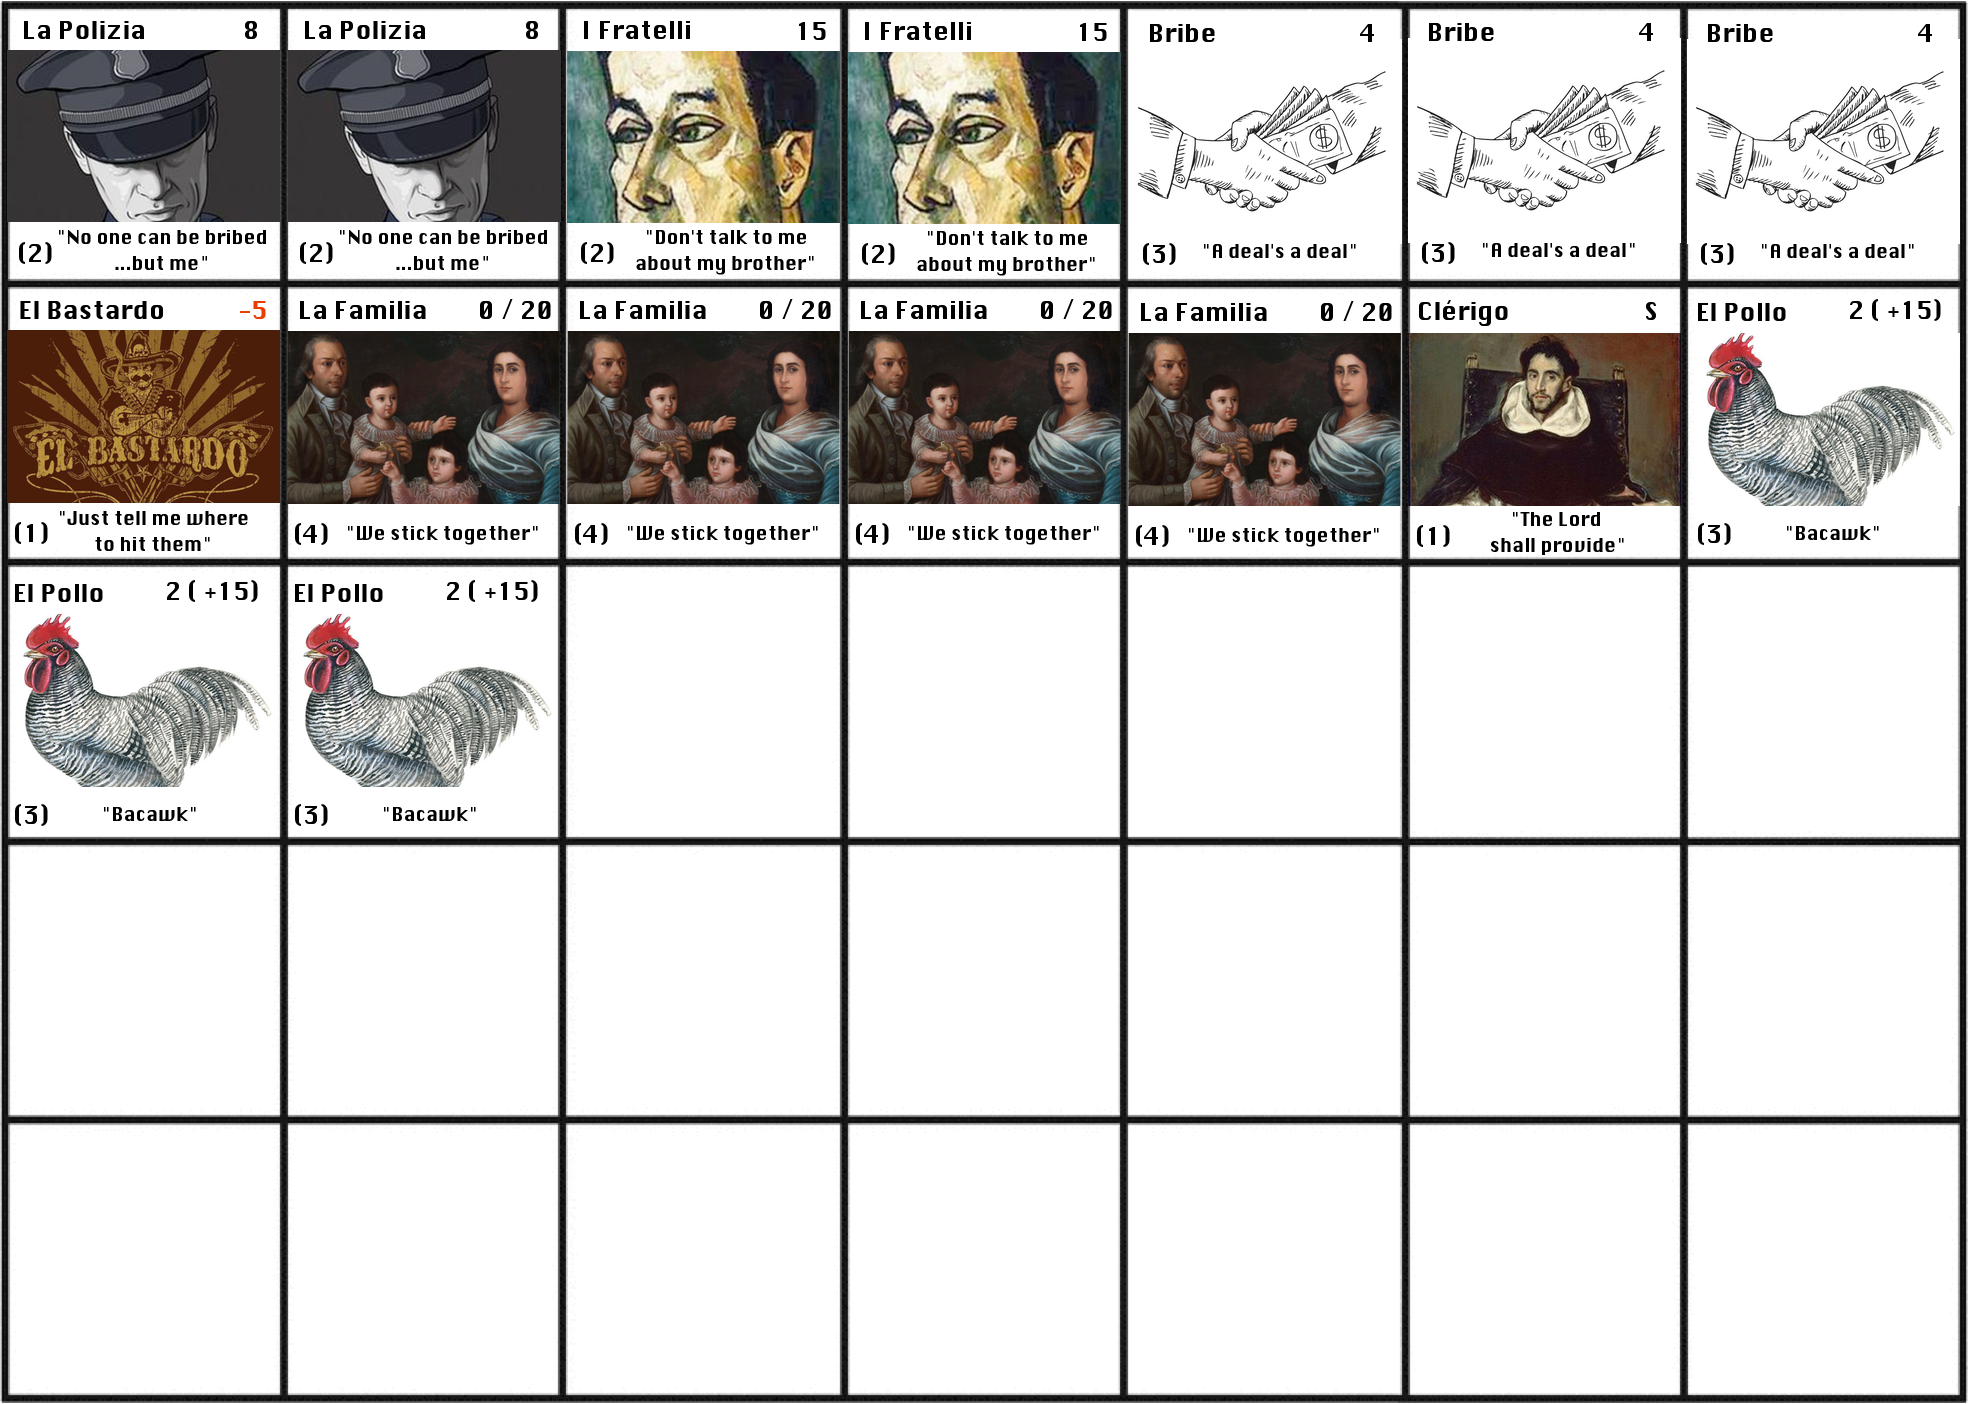 La Polizia 8
"No one can be bribed
(2) ...but me"
La Polizia 8
"No one can be bribed
(2) ...but me"
I Fratelli 15
"Don't talk to me
(2) about my brother"
I Fratelli 15
"Don't talk to me
(2) about my brother"
Bribe 4
$
(3) "A deal's a deal"
Bribe 4
$
(3) "A deal's a deal"
Bribe 4
$
(3) "A deal's a deal"
El Bastardo -5
EL BASTARDO
"Just tell me where
(1) to hit them"
La Familia 0 / 20
(4) "We stick together"
La Familia 0 / 20
(4) "We stick together"
La Familia 0 / 20
(4) "We stick together"
La Familia 0 / 20
(4) "We stick together"
Clérigo S
"The Lord
(1) shall provide"
El Pollo 2 ( +15)
(3) "Bacawk"
El Pollo 2 ( +15)
(3) "Bacawk"
El Pollo 2 ( +15)
(3) "Bacawk"